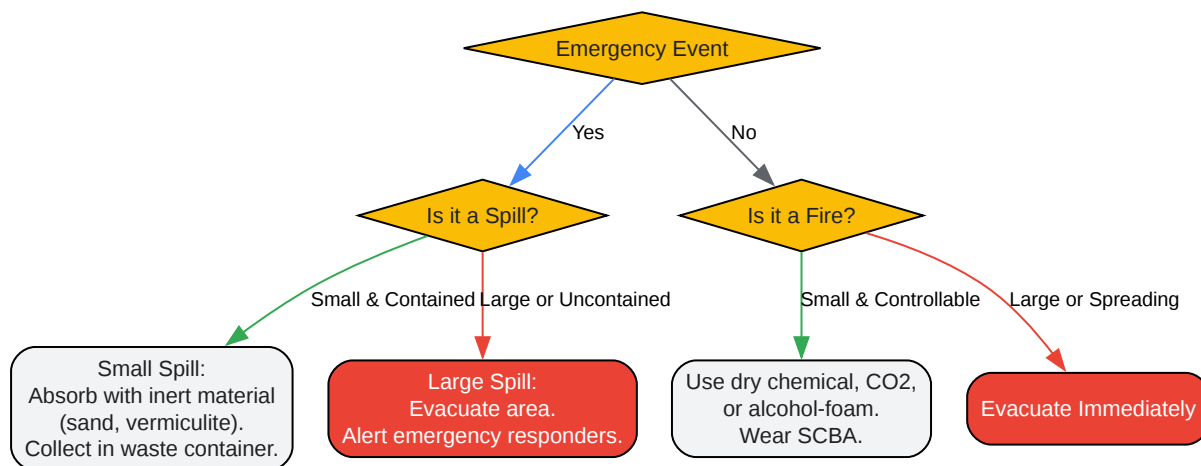 Emergency Event
Yes
No
Is it a Spill?
Is it a Fire?
Small & Contained
Large or Uncontained
Small & Controllable
Large or Spreading
Small Spill:
Absorb with inert material
(sand, vermiculite).
Collect in waste container.
Large Spill:
Evacuate area.
Alert emergency responders.
Use dry chemical, CO2,
or alcohol-foam.
Wear SCBA.
Evacuate Immediately